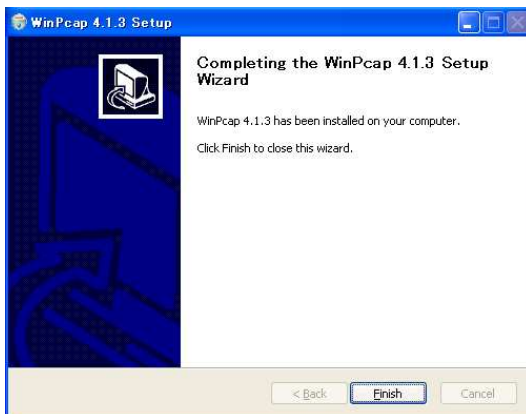 WinPcap 4.1.3 Setup
Completing the WinPcap 4.1.3 Setup
Wizard
WinPcap 4.1.3 has been installed on your computer.
Click Finish to close this wizard.
< Back
Finish
Cancel